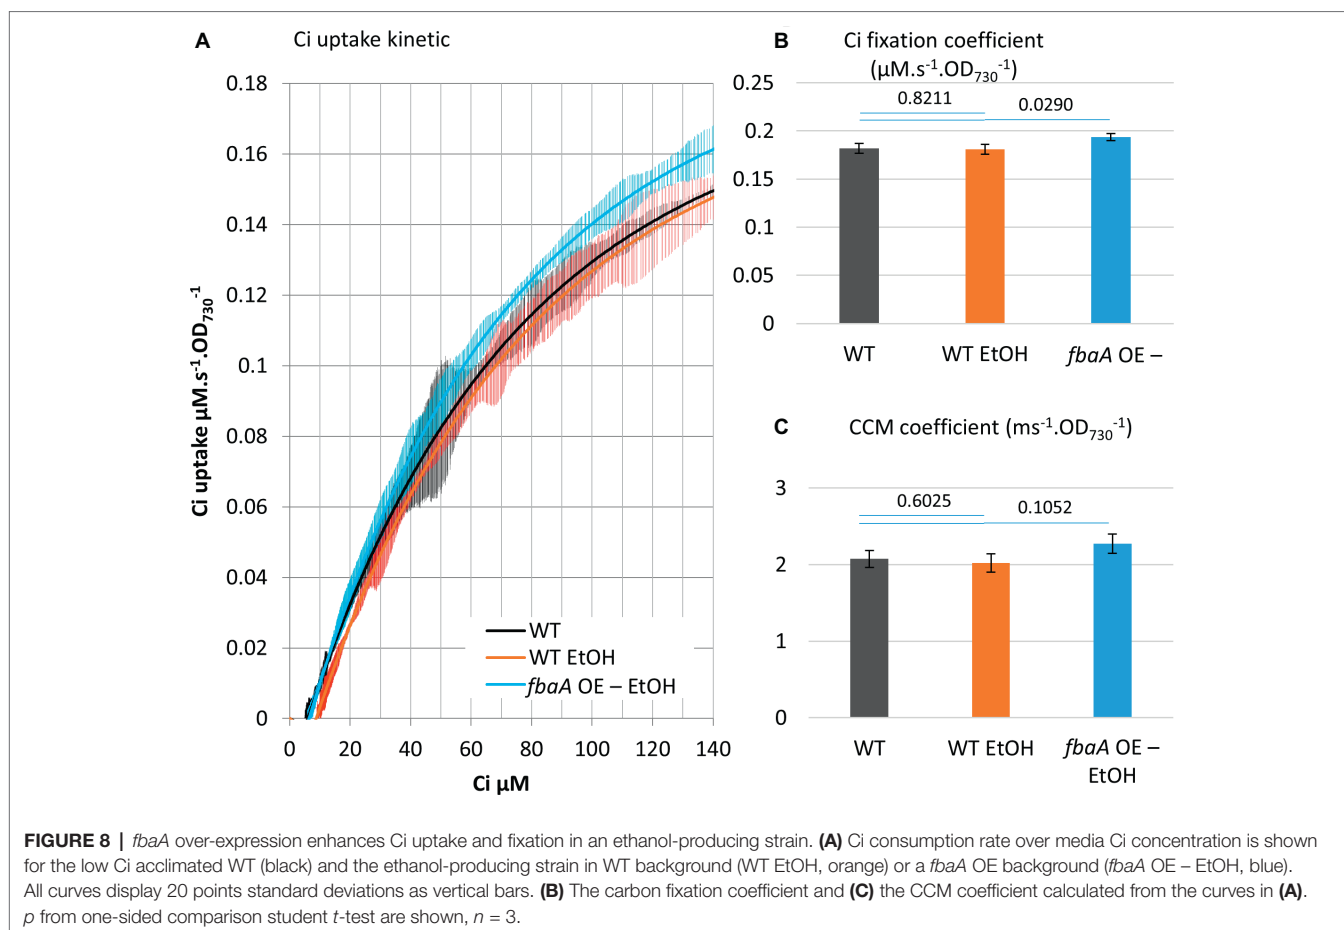 A
Ci uptake kinetic
0.18
0.16
0.14
0.12
0.1
0.08
0.06
0.04
0.02
0
Ci uptake µM.s⁻¹.OD₇₃₀⁻¹
0 20 40 60 80 100 120 140
Ci µM
WT
WT EtOH
fbaA OE – EtOH
B
Ci fixation coefficient
(µM.s⁻¹.OD₇₃₀⁻¹)
0.25
0.2
0.15
0.1
0.05
0
0.8211
0.0290
WT WT EtOH fbaA OE –
C
CCM coefficient (ms⁻¹.OD₇₃₀⁻¹)
3
2
1
0
0.6025
0.1052
WT WT EtOH fbaA OE –
EtOH
FIGURE 8 | fbaA over-expression enhances Ci uptake and fixation in an ethanol-producing strain. (A) Ci consumption rate over media Ci concentration is shown
for the low Ci acclimated WT (black) and the ethanol-producing strain in WT background (WT EtOH, orange) or a fbaA OE background (fbaA OE – EtOH, blue).
All curves display 20 points standard deviations as vertical bars. (B) The carbon fixation coefficient and (C) the CCM coefficient calculated from the curves in (A).
p from one-sided comparison student t-test are shown, n = 3.